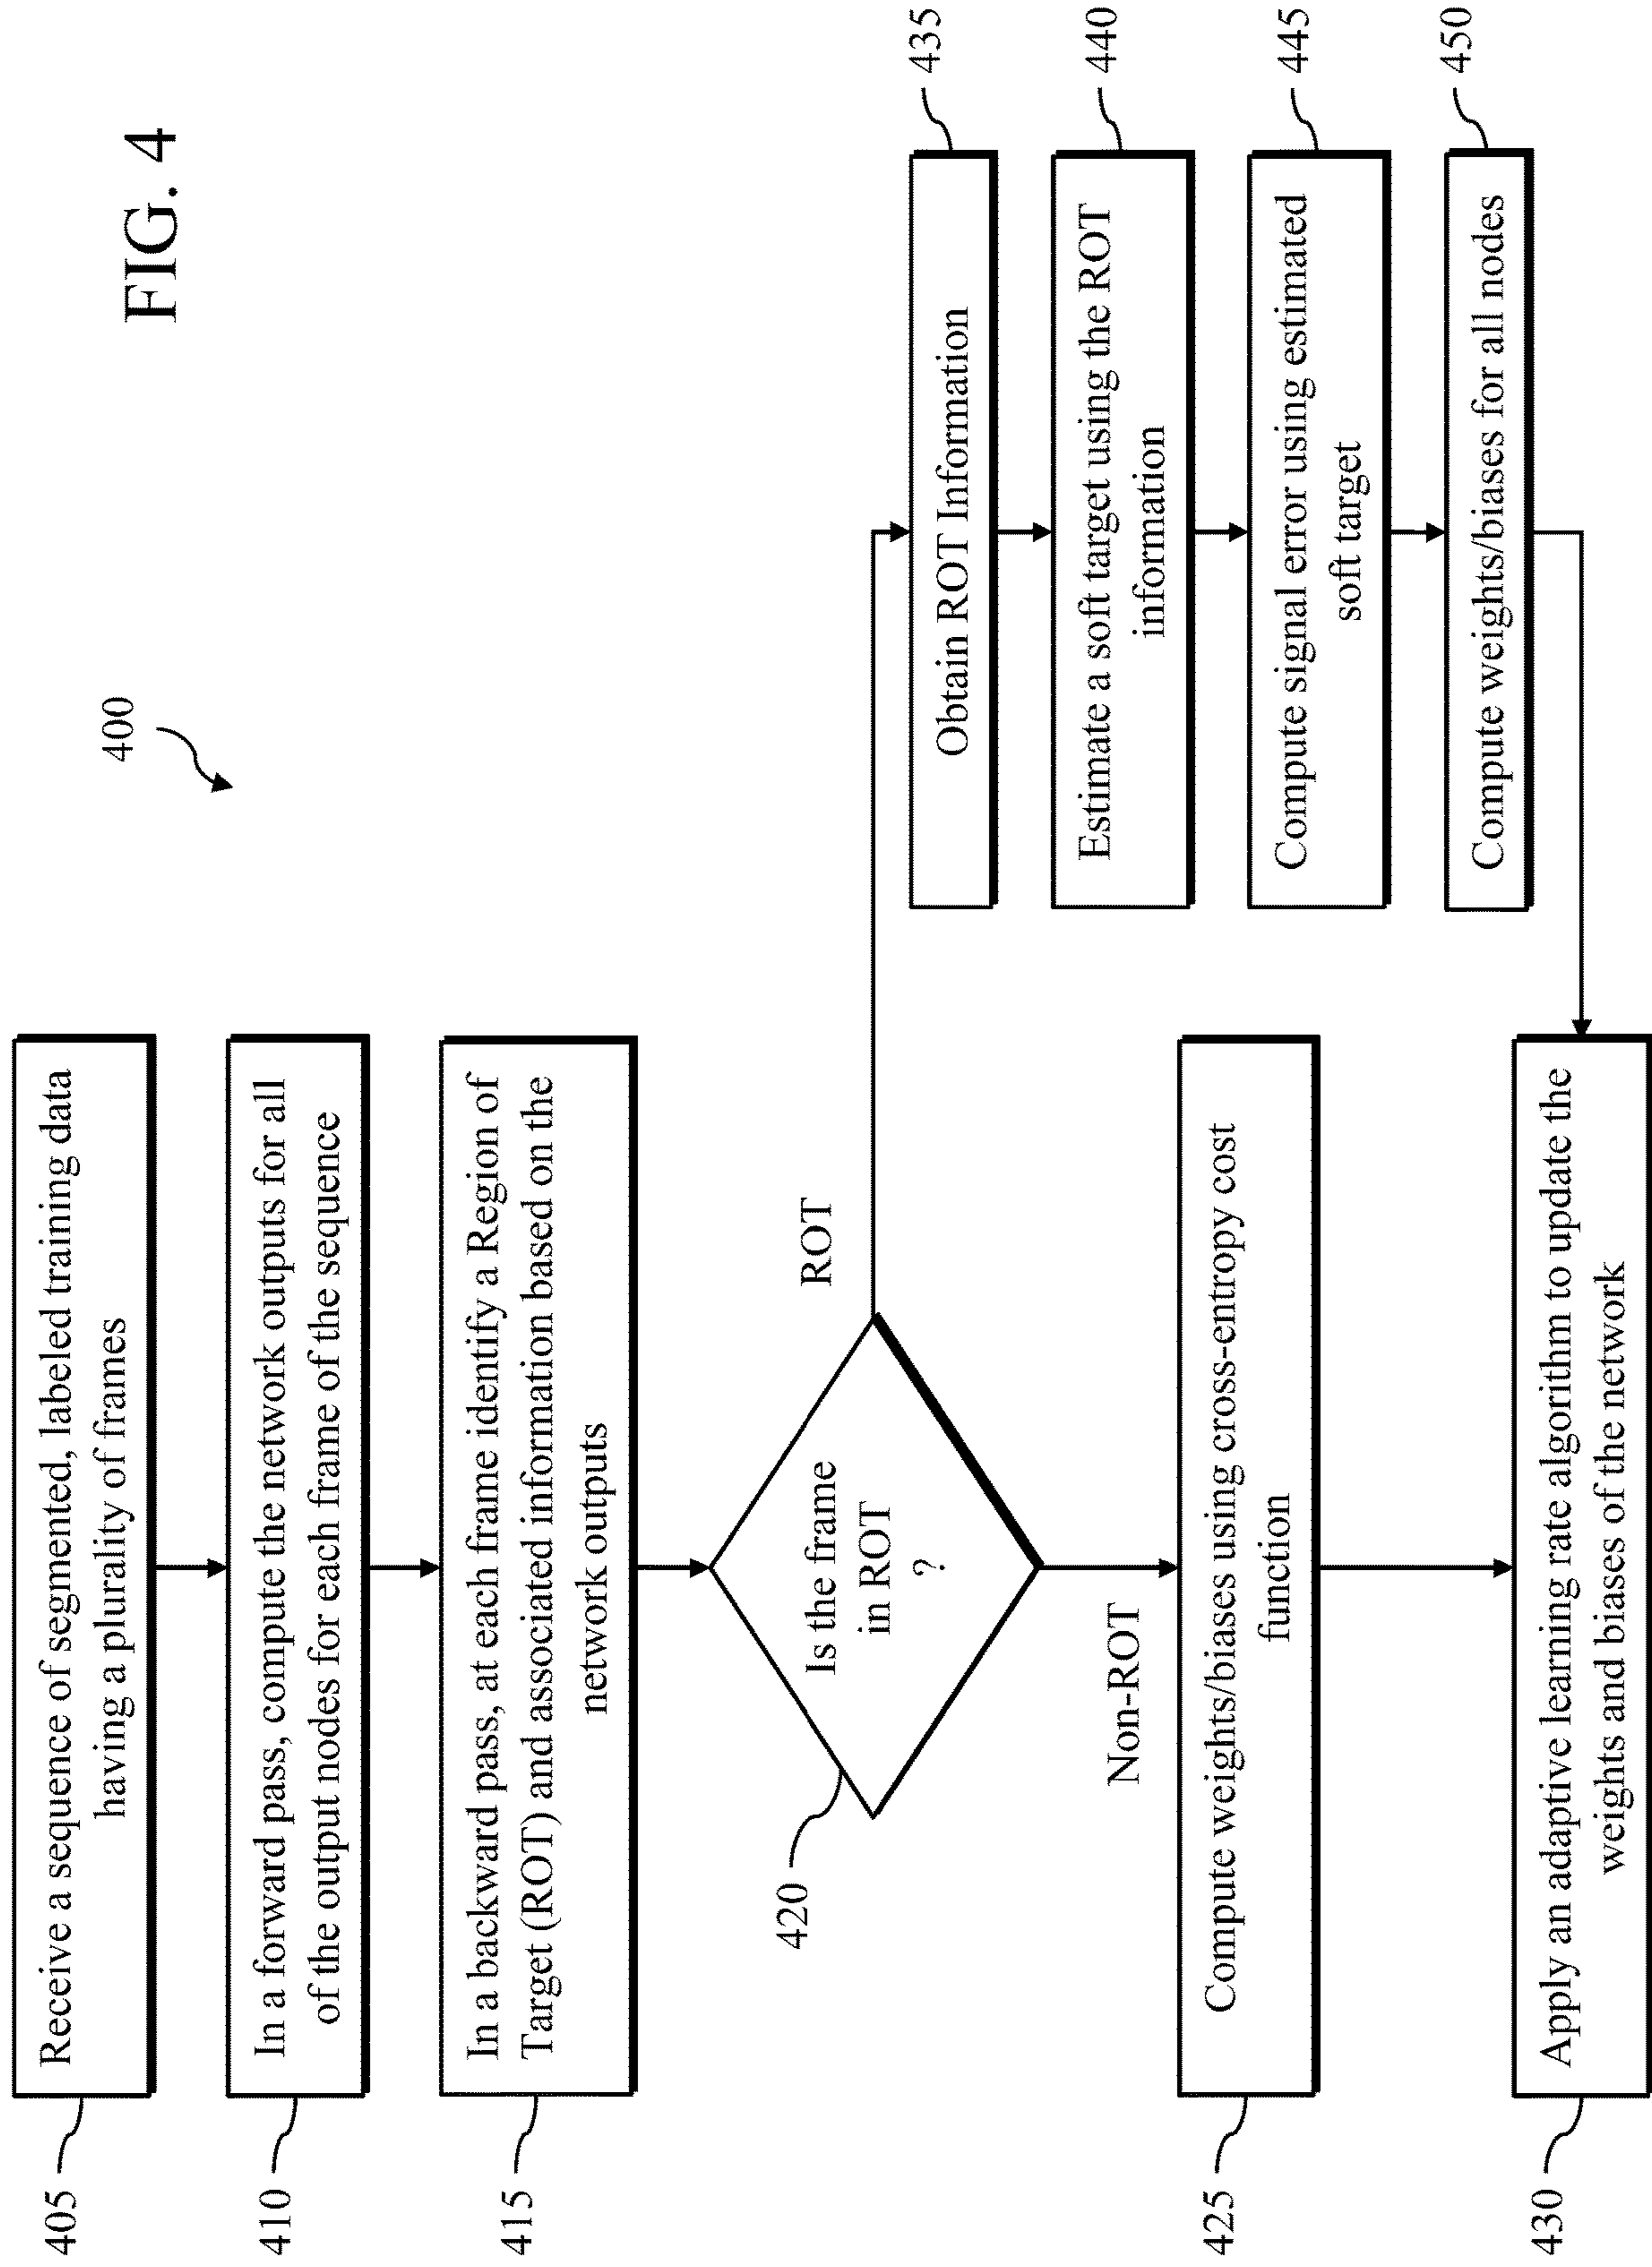 FIG. 4
400
405
Receive a sequence of segmented, labeled training data
having a plurality of frames
410
In a forward pass, compute the network outputs for all
of the output nodes for each frame of the sequence
415
In a backward pass, at each frame identify a Region of
Target (ROT) and associated information based on the
network outputs
420
Is the frame
in ROT
?
ROT
Non-ROT
425
Compute weights/biases using cross-entropy cost
function
430
Apply an adaptive learning rate algorithm to update the
weights and biases of the network
435
Obtain ROT Information
440
Estimate a soft target using the ROT
information
445
Compute signal error using estimated
soft target
450
Compute weights/biases for all nodes